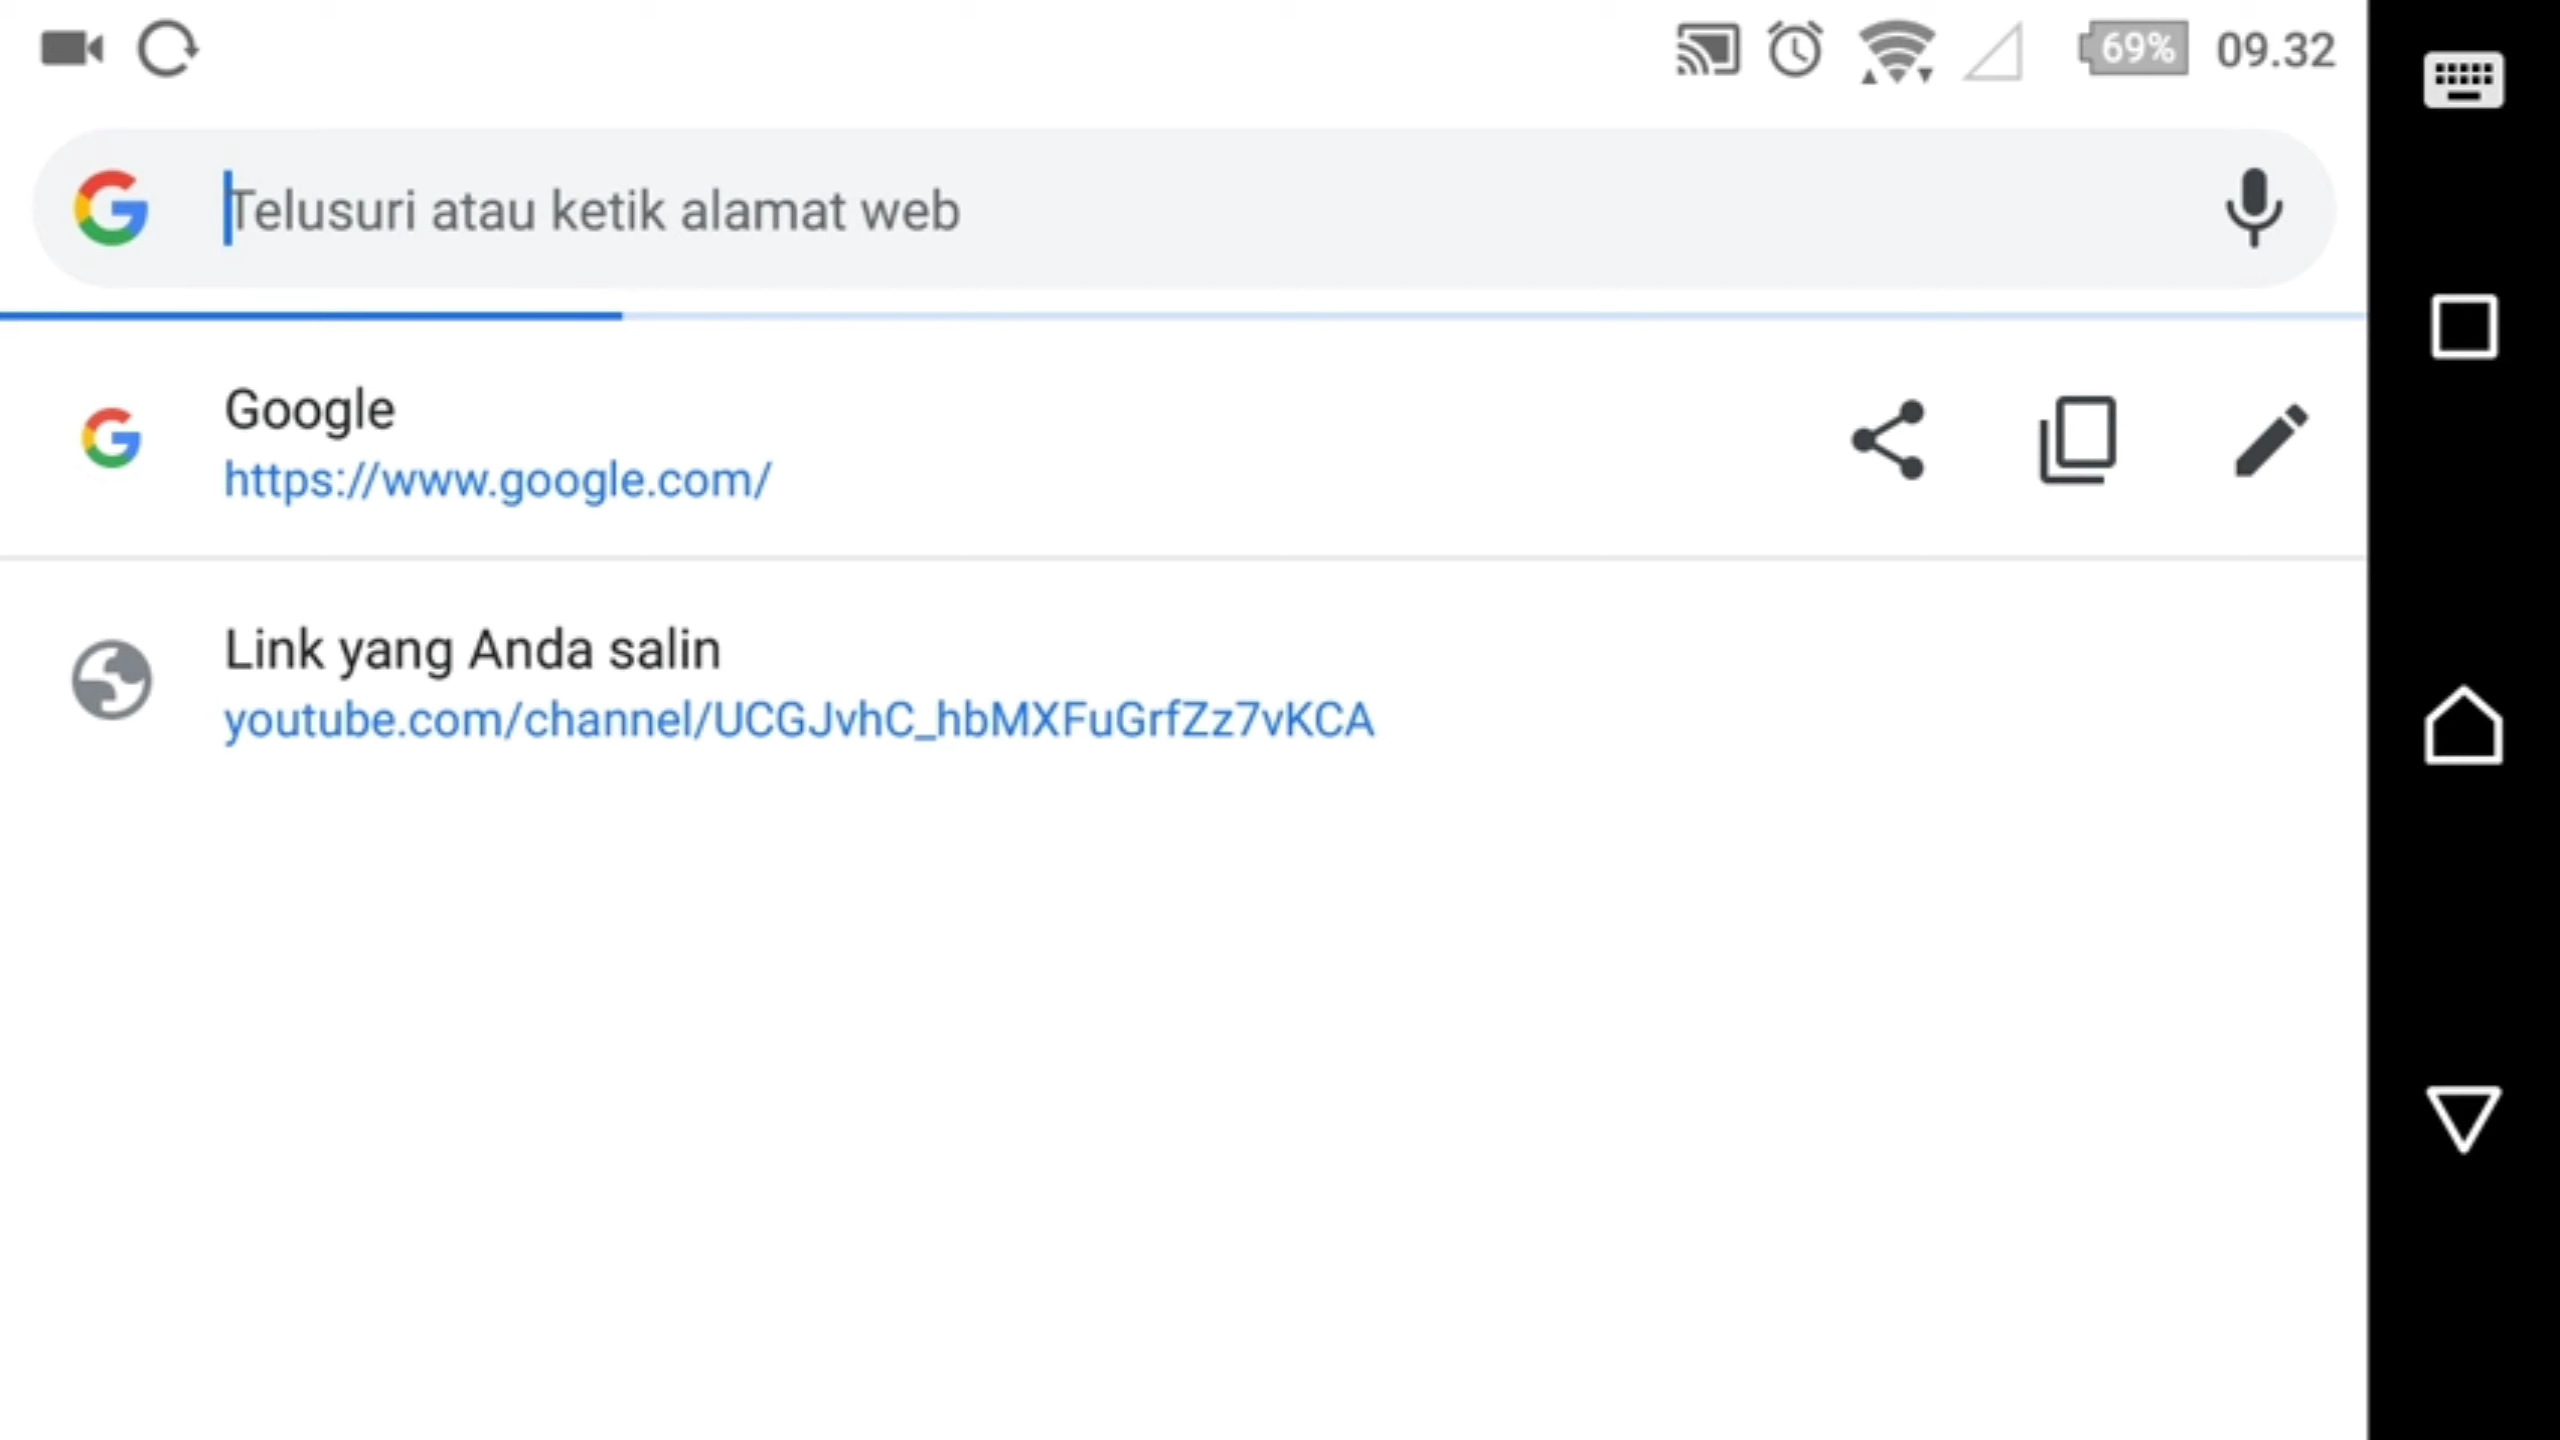 69% 09.32
Telusuri atau ketik alamat web
Google
https://www.google.com/
Link yang Anda salin
youtube.com/channel/UCGJvhC_hbMXFuGrfZz7vKCA